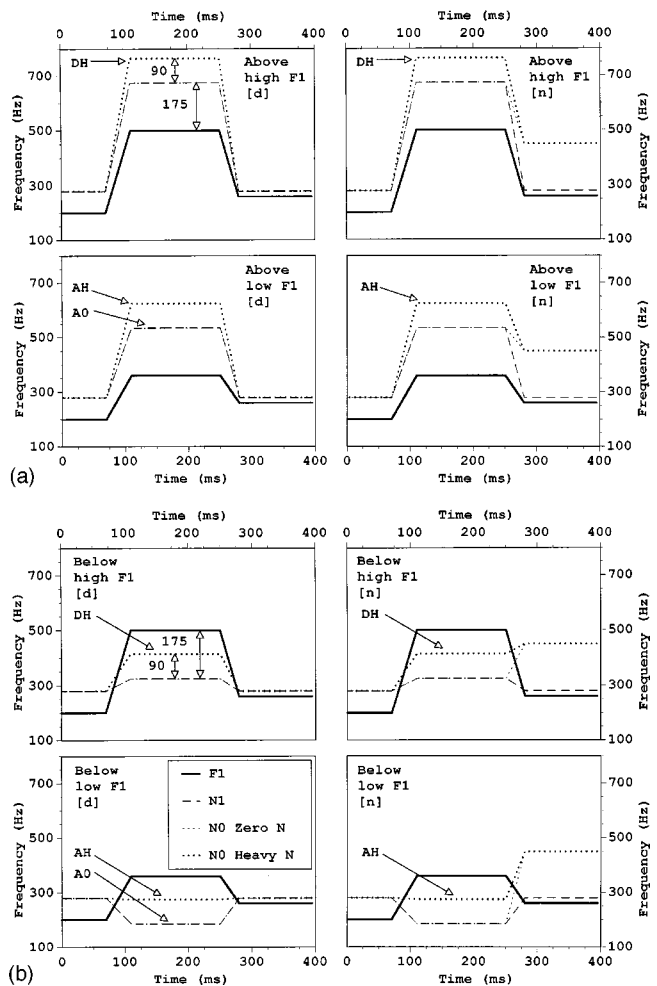 Time (ms)
0 100 200 300 400
Time (ms)
0 100 200 300 400
Frequency (Hz)
700
500
300
100
DH
90
175
Above
high F1
[d]
DH
Above
high F1
[n]
700
500
300
100
Frequency (Hz)
Frequency (Hz)
700
500
300
100
AH
A0
Above
low F1
[d]
AH
Above
low F1
[n]
700
500
300
100
Frequency (Hz)
0 100 200 300 400
Time (ms)
0 100 200 300 400
Time (ms)
(a)
Time (ms)
0 100 200 300 400
Time (ms)
0 100 200 300 400
Frequency (Hz)
700
500
300
100
Below
high F1
[d]
DH
175
90
Below
high F1
[n]
DH
700
500
300
100
Frequency (Hz)
Frequency (Hz)
700
500
300
100
Below
low F1
[d]
AH
A0
F1
N1
N0 Zero N
N0 Heavy N
Below
low F1
[n]
AH
700
500
300
100
Frequency (Hz)
0 100 200 300 400
Time (ms)
0 100 200 300 400
Time (ms)
(b)